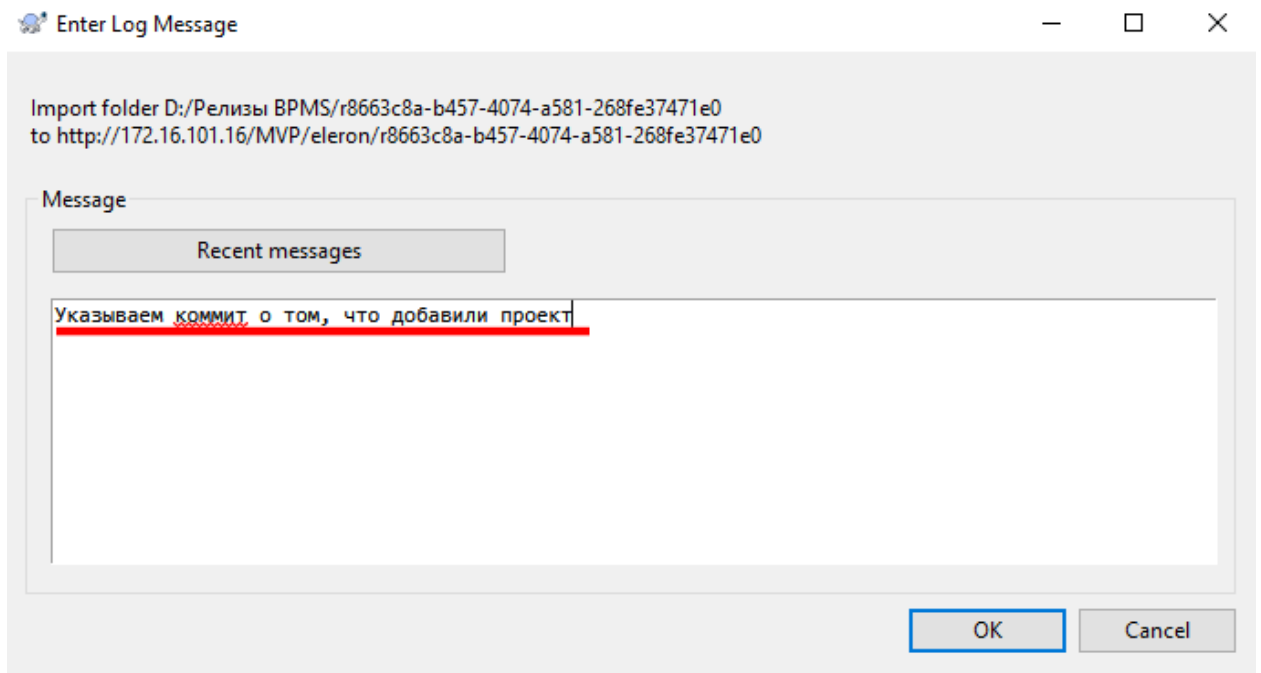 Enter Log Message
Import folder D:/Релизы BPMS/r8663c8a-b457-4074-a581-268fe37471e0
to http://172.16.101.16/MVP/eleron/r8663c8a-b457-4074-a581-268fe37471e0
Message
Recent messages
Указываем коммит о том, что добавили проект
OK
Cancel